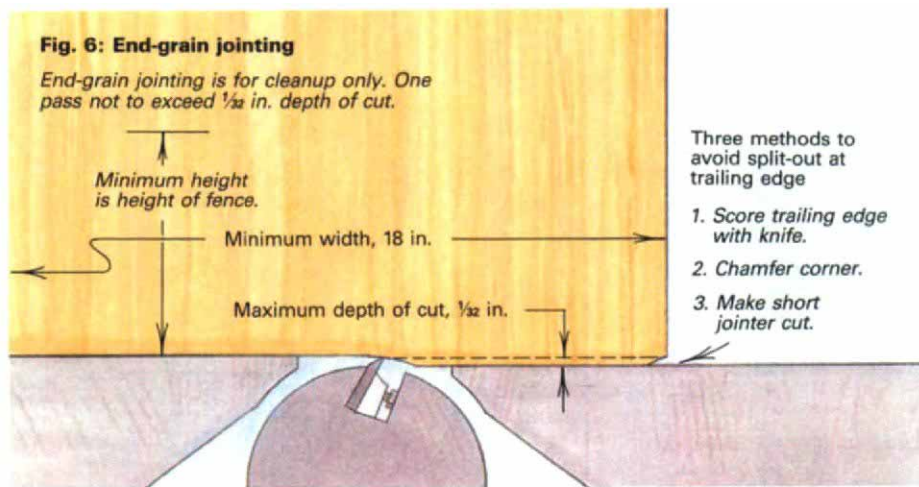 Fig. 6: End-grain jointing
End-grain jointing is for cleanup only. One
pass not to exceed 1/32 in. depth of cut.
Minimum height
is height of fence.
Minimum width, 18 in.
Maximum depth of cut, 1/32 in.
Three methods to
avoid split-out at
trailing edge
1. Score trailing edge
with knife.
2. Chamfer corner.
3. Make short
jointer cut.